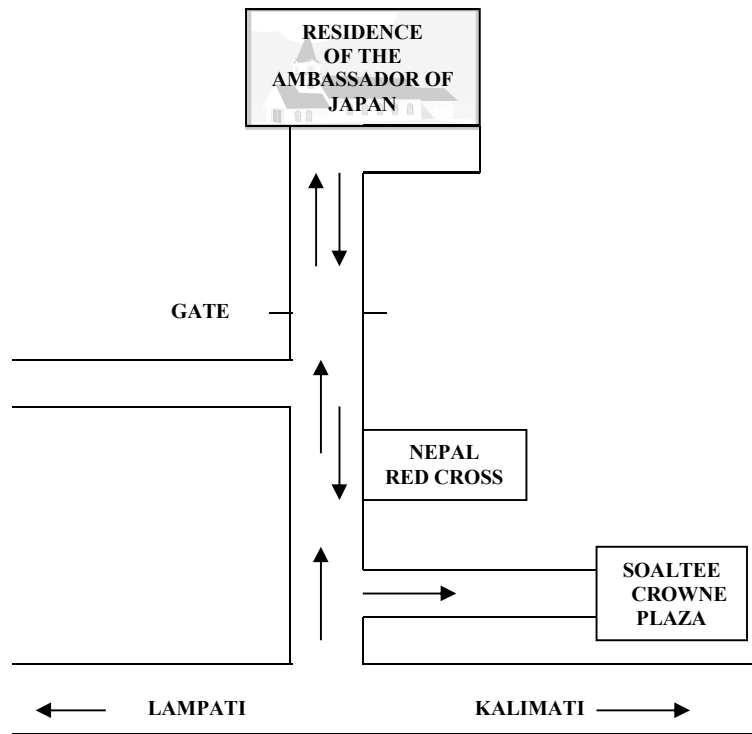 RESIDENCE
OF THE
AMBASSADOR OF
JAPAN
GATE
NEPAL
RED CROSS
SOALTEE
CROWNE
PLAZA
LAMPATI
KALIMATI